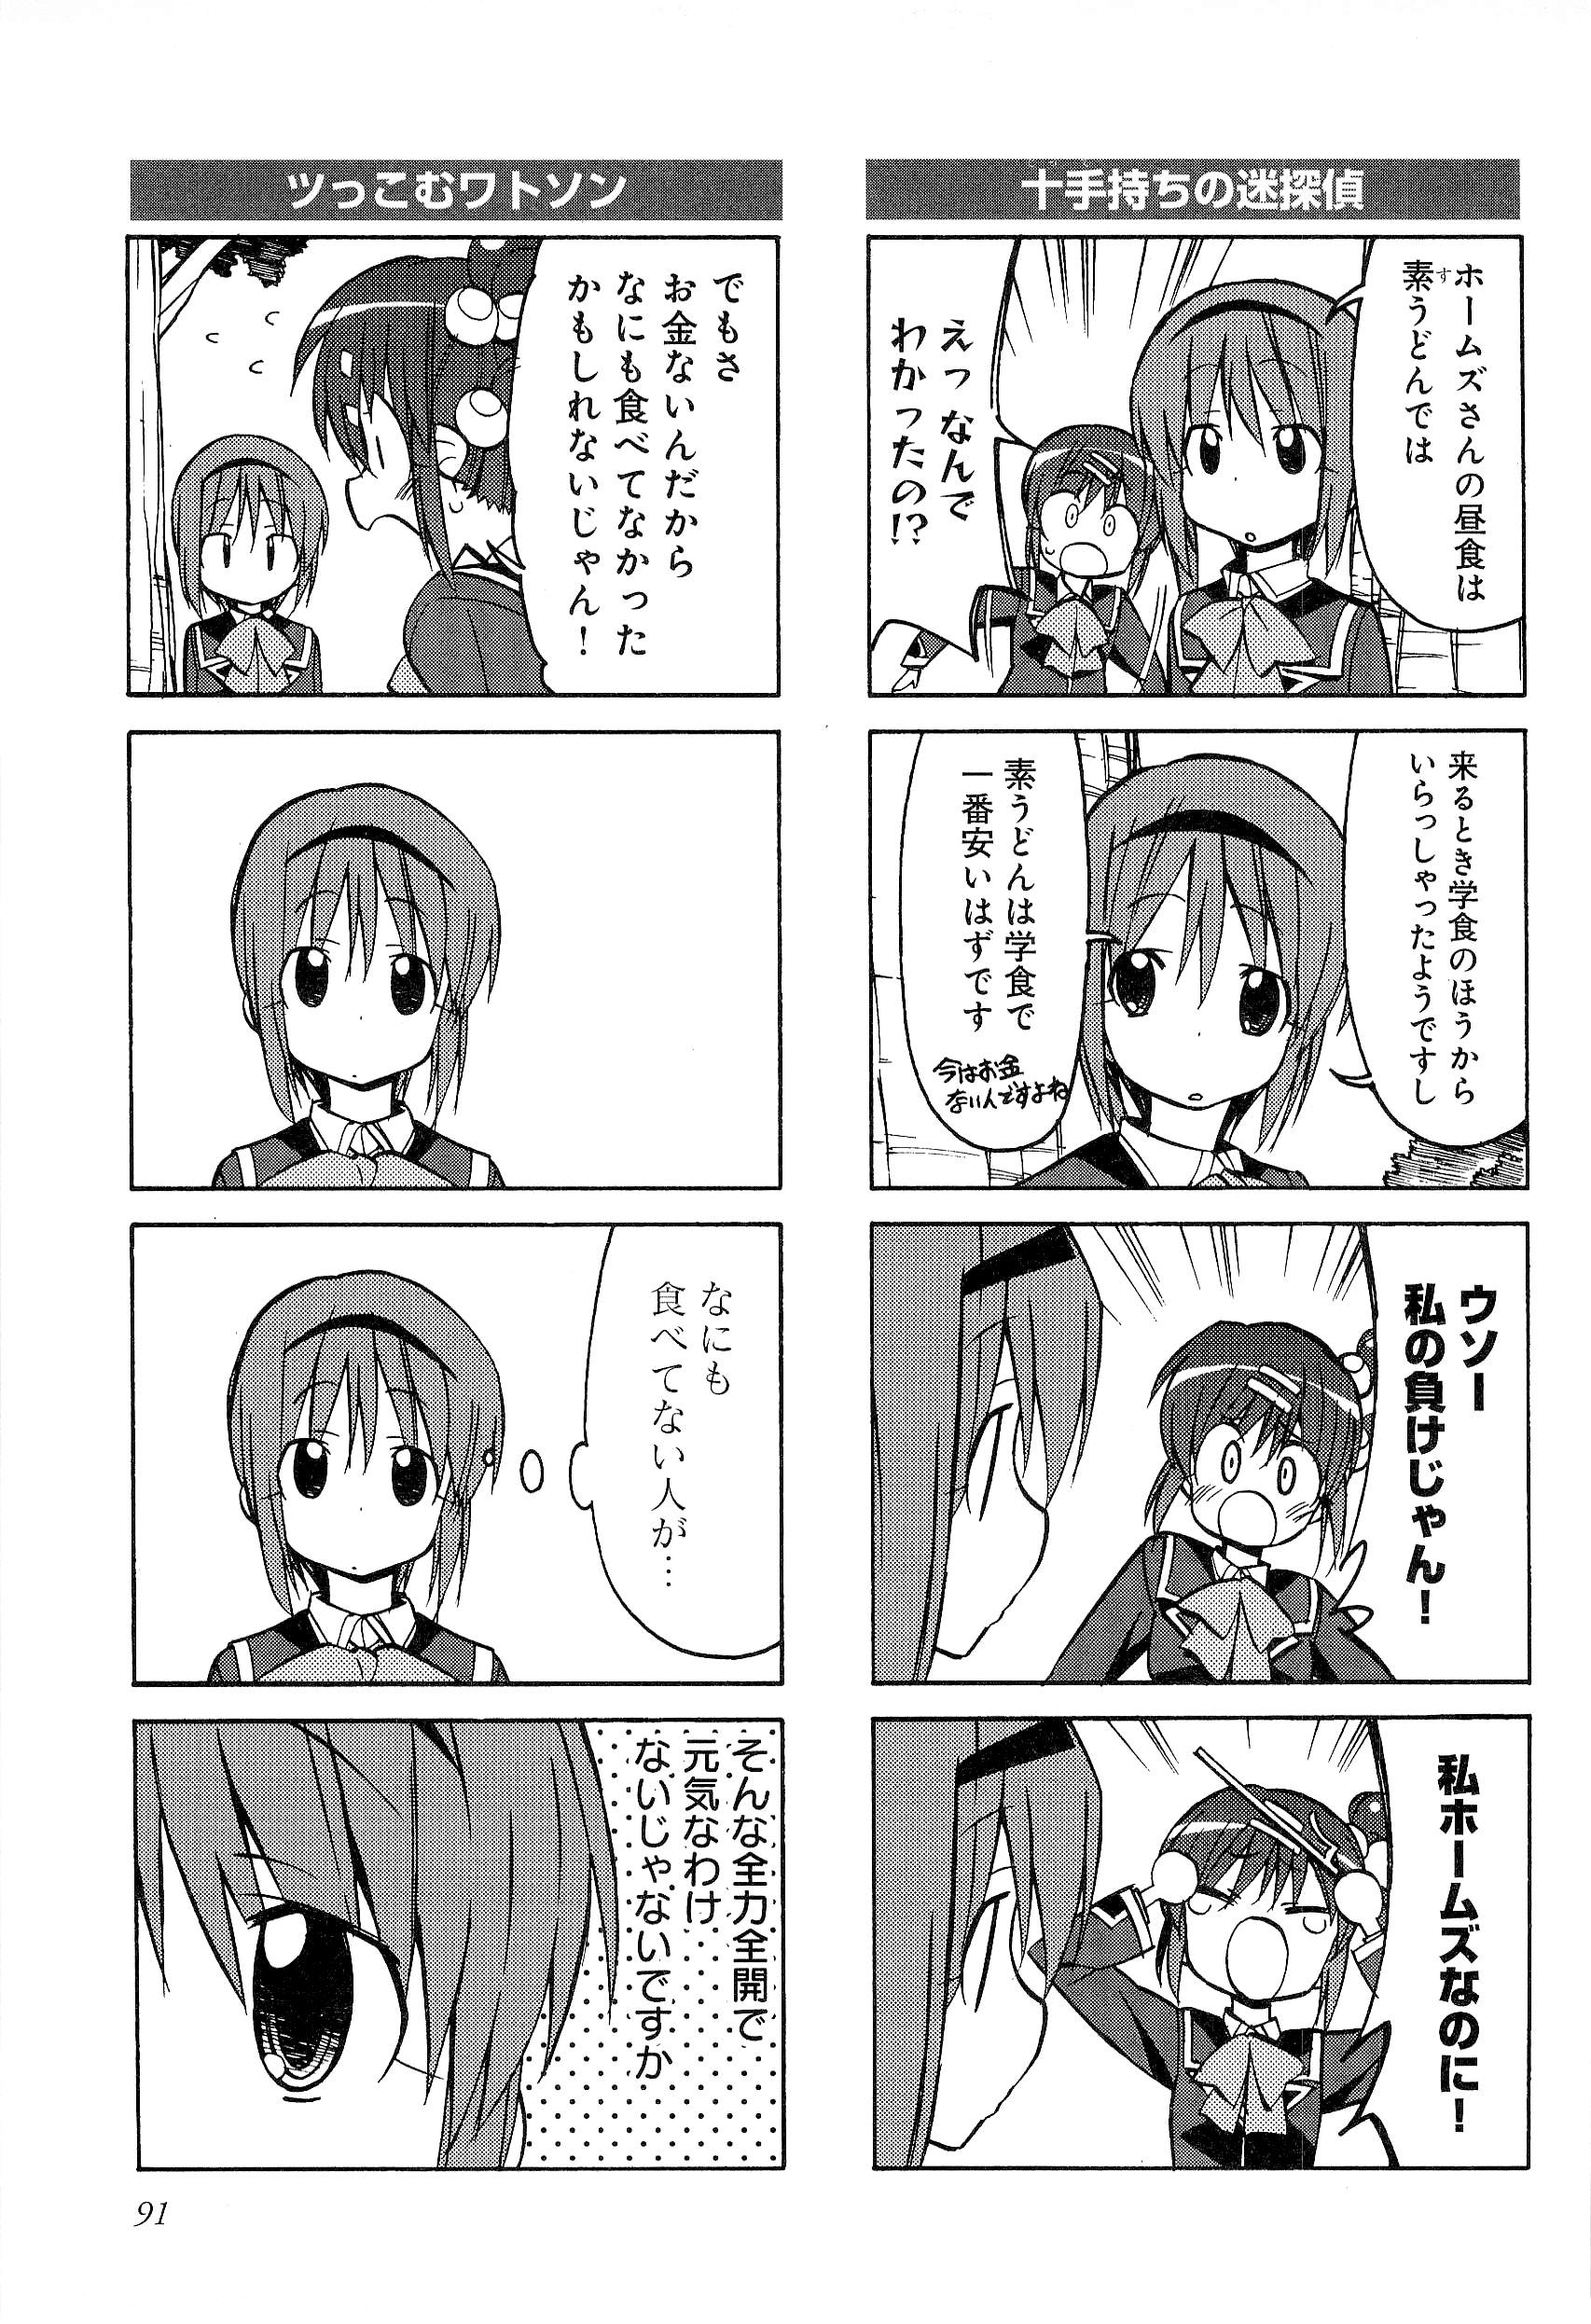 十手持ちの迷探偵
ホームズさんの昼食は
素うどんでは
す
えっ なんで
わかったの!?
来るとき学食のほうから
いらっしゃったようですし
素うどんは学食で
一番安いはずです
今はお金
ない人ですよね
ウソー
私の負けじゃん!
私ホームズなのに!
ツっこむワトソン
でもさ
お金ないんだから
なにも食べてなかった
かもしれないじゃん!
なにも
食べてない人が…
そんな全力全開で
元気なわけ
ないじゃないですか
91